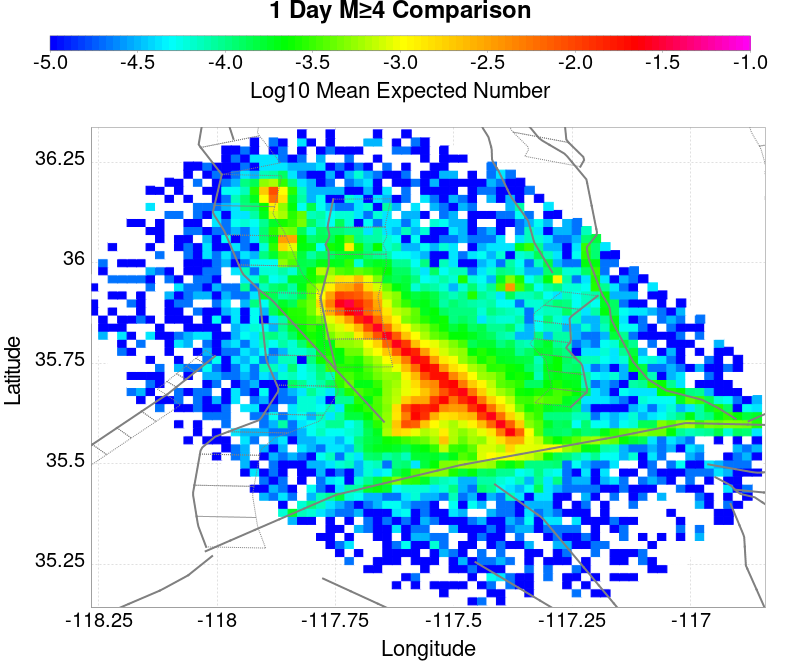 1 Day M≥4 Comparison
-5.0 -4.5 -4.0 -3.5 -3.0 -2.5 -2.0 -1.5 -1.0
Log10 Mean Expected Number
36.25
36
35.75
35.5
35.25
Latitude
-118.25 -118 -117.75 -117.5 -117.25 -117
Longitude